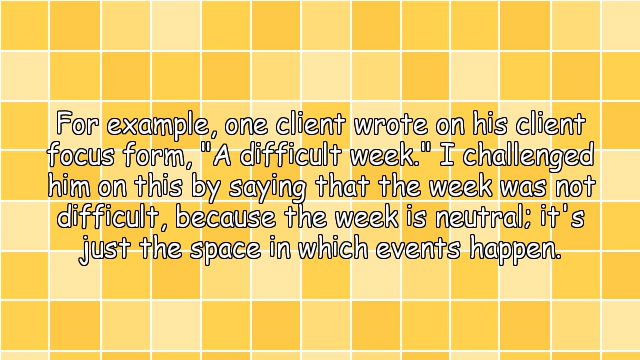 For example, one client wrote on his client
focus form, "A difficult week." I challenged
him on this by saying that the week was not
difficult, because the week is neutral; it's
just the space in which events happen.